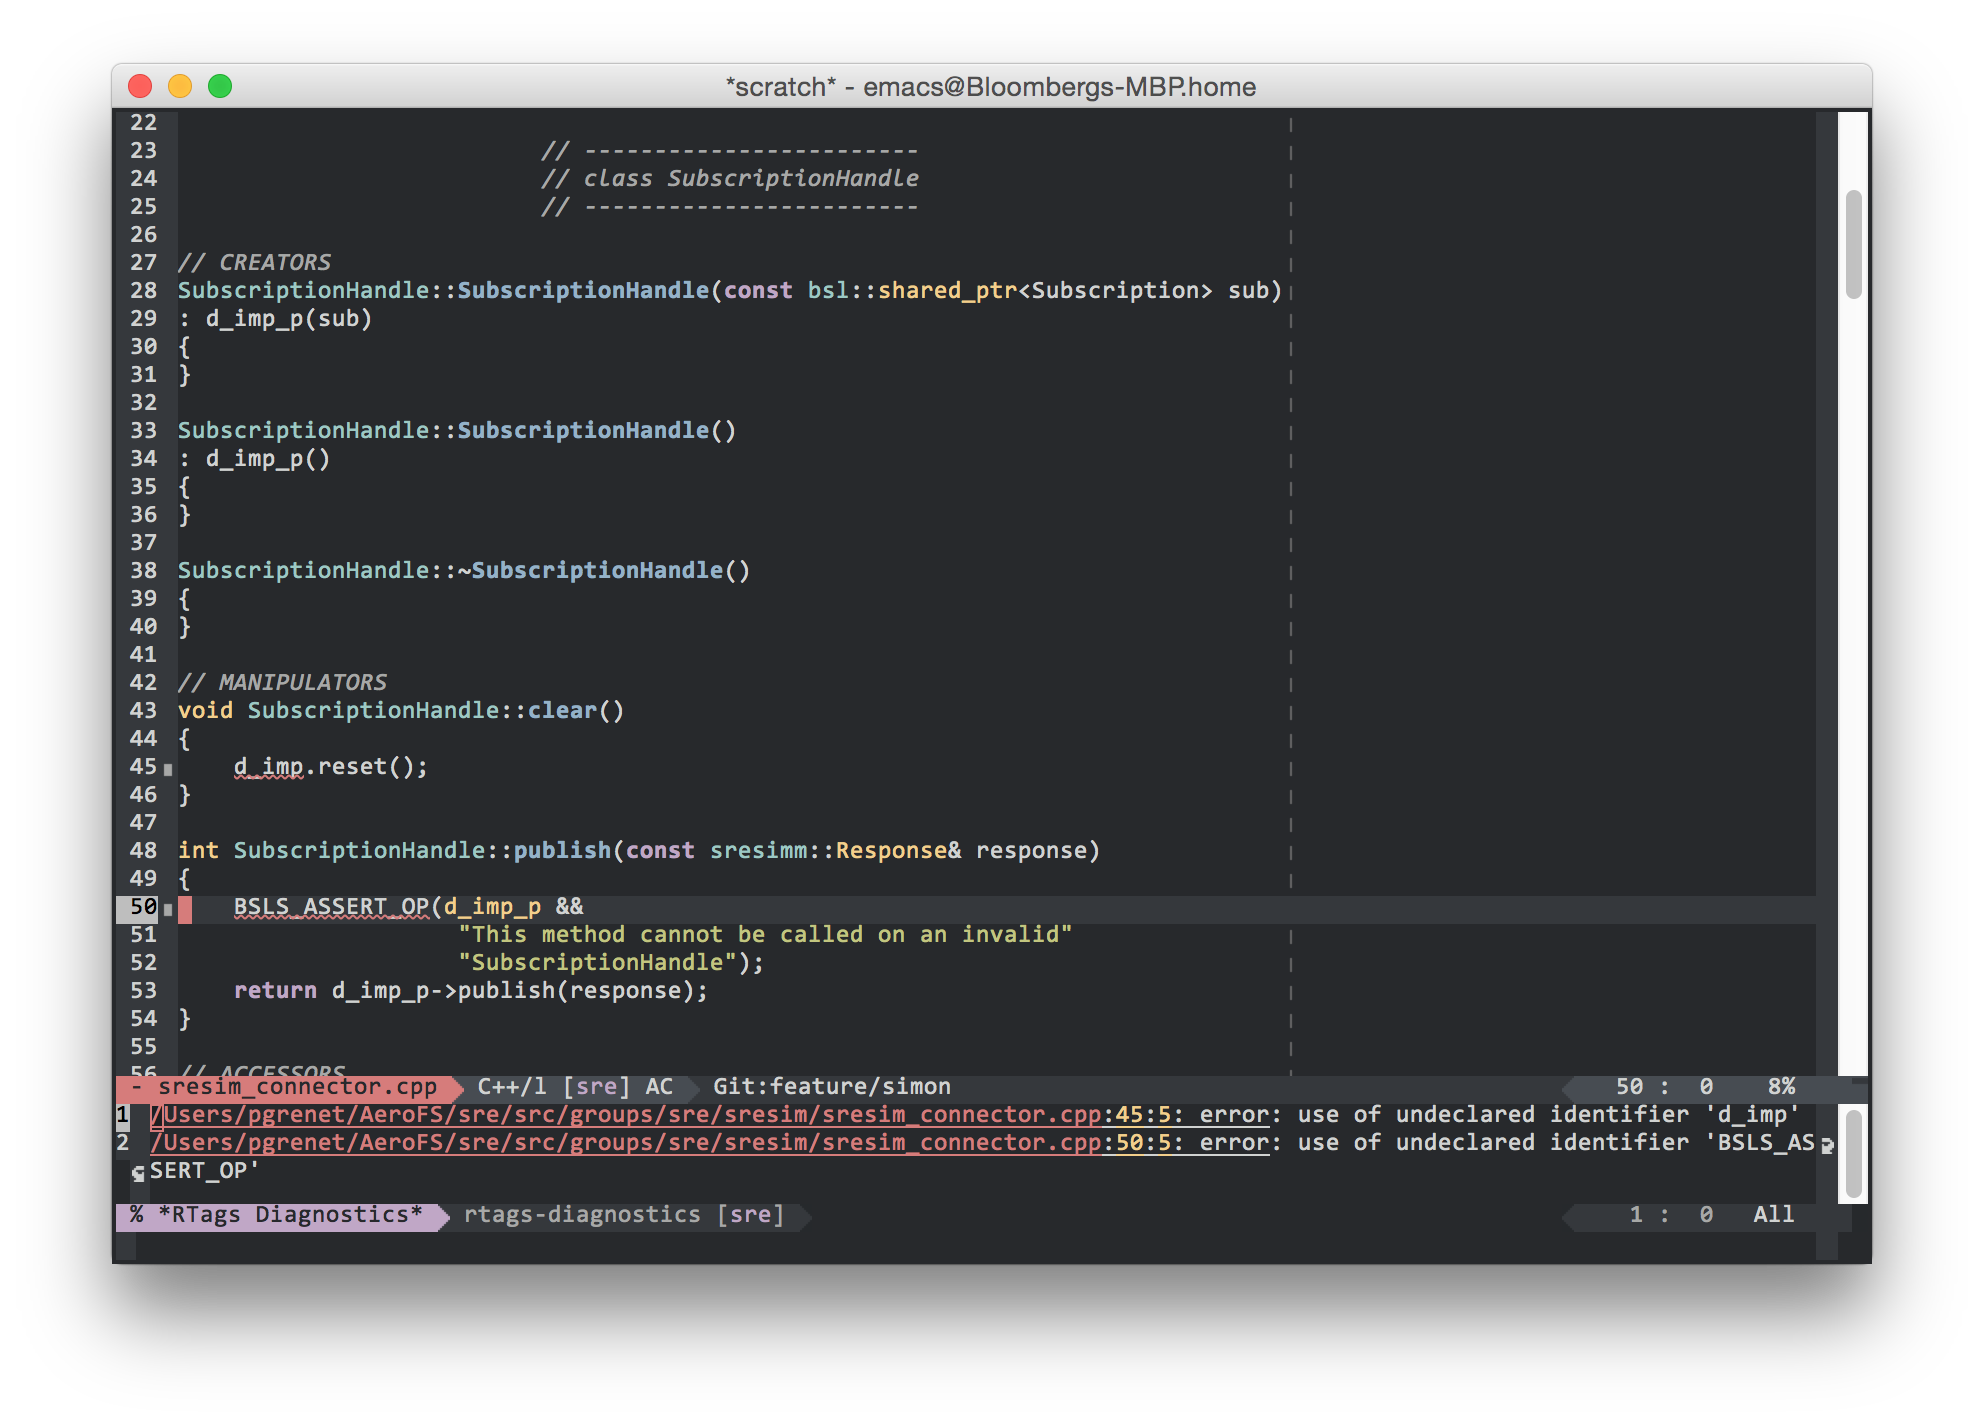 *scratch* - emacs@Bloombergs-MBP.home
22
23                            // ------------------------
24                            // class SubscriptionHandle
25                            // ------------------------
26
27  // CREATORS
28  SubscriptionHandle::SubscriptionHandle(const bsl::shared_ptr<Subscription> sub)
29  : d_imp_p(sub)
30  {
31  }
32
33  SubscriptionHandle::SubscriptionHandle()
34  : d_imp_p()
35  {
36  }
37
38  SubscriptionHandle::~SubscriptionHandle()
39  {
40  }
41
42  // MANIPULATORS
43  void SubscriptionHandle::clear()
44  {
45      d_imp.reset();
46  }
47
48  int SubscriptionHandle::publish(const sresimm::Response& response)
49  {
50      BSLS_ASSERT_OP(d_imp_p &&
51                      "This method cannot be called on an invalid"
52                      "SubscriptionHandle");
53      return d_imp_p->publish(response);
54  }
55
56  // ACCESSORS
- sresim_connector.cpp  C++/l [sre] AC  Git:feature/simon  50 :  0  8%
1 /Users/pgrenet/AeroFS/sre/src/groups/sre/sresim/sresim_connector.cpp:45:5: error: use of undeclared identifier 'd_imp'
2 /Users/pgrenet/AeroFS/sre/src/groups/sre/sresim/sresim_connector.cpp:50:5: error: use of undeclared identifier 'BSLS_AS
SERT_OP'
% *RTags Diagnostics*  rtags-diagnostics [sre]  1 :  0  All